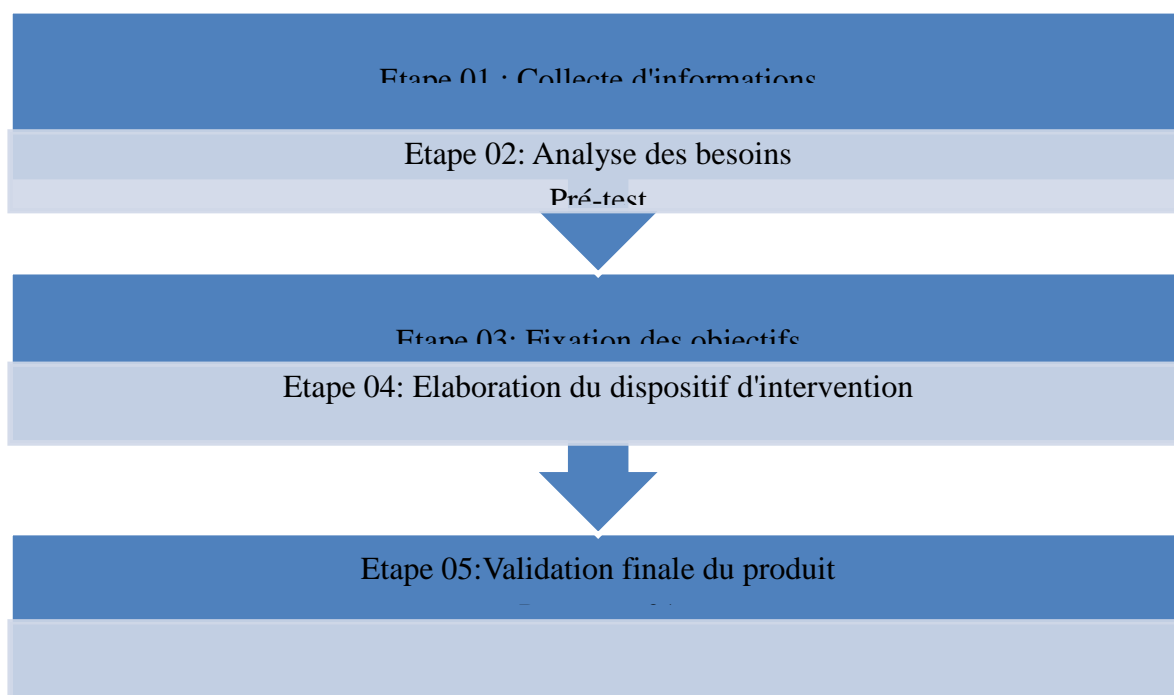 Etape 01 : Collecte d'informations
Etape 02: Analyse des besoins
Pré-test
Etape 03: Fixation des objectifs
Etape 04: Elaboration du dispositif d'intervention
Etape 05:Validation finale du produit